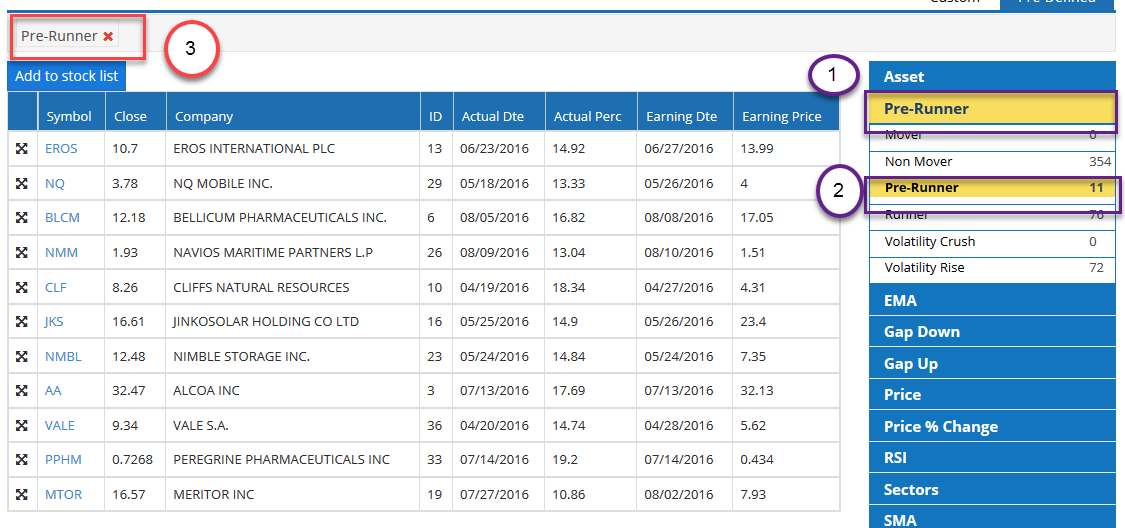 Custom Pre-Defined
Pre-Runner ✖ 3
Add to stock list
Symbol Close Company ID Actual Dte Actual Perc Earning Dte Earning Price
EROS 10.7 EROS INTERNATIONAL PLC 13 06/23/2016 14.92 06/27/2016 13.99
NQ 3.78 NQ MOBILE INC. 29 05/18/2016 13.33 05/26/2016 4
BLCM 12.18 BELLICUM PHARMACEUTICALS INC. 6 08/05/2016 16.82 08/08/2016 17.05
NMM 1.93 NAVIOS MARITIME PARTNERS L.P 26 08/09/2016 13.04 08/10/2016 1.51
CLF 8.26 CLIFFS NATURAL RESOURCES 10 04/19/2016 18.34 04/27/2016 4.31
JKS 16.61 JINKOSOLAR HOLDING CO LTD 16 05/25/2016 14.9 05/26/2016 23.4
NMBL 12.48 NIMBLE STORAGE INC. 23 05/24/2016 14.84 05/24/2016 7.35
AA 32.47 ALCOA INC 3 07/13/2016 17.69 07/13/2016 32.13
VALE 9.34 VALE S.A. 36 04/20/2016 14.74 04/28/2016 5.62
PPHM 0.7268 PEREGRINE PHARMACEUTICALS INC 33 07/14/2016 19.2 07/14/2016 0.434
MTOR 16.57 MERITOR INC 19 07/27/2016 10.86 08/02/2016 7.93
1 Asset
Pre-Runner
Mover 0
Non Mover 354
2 Pre-Runner 11
Runner 76
Volatility Crush 0
Volatility Rise 72
EMA
Gap Down
Gap Up
Price
Price % Change
RSI
Sectors
SMA